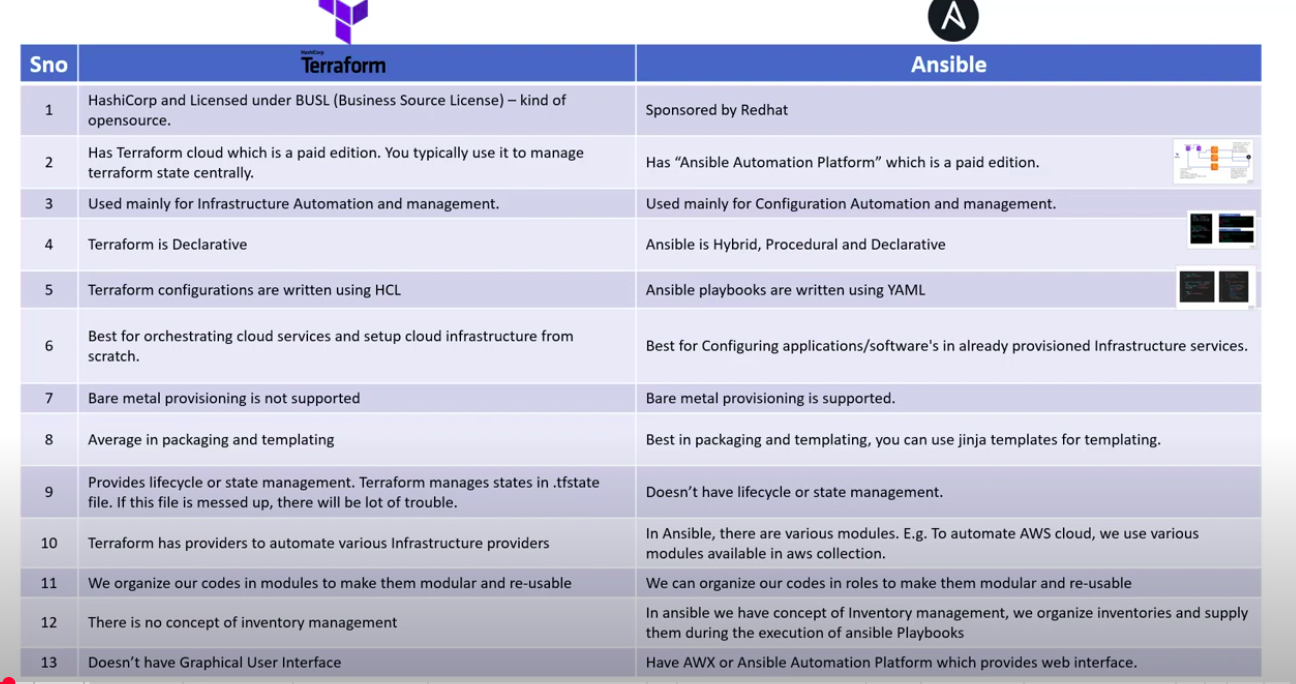 HashiCorp
Sno
Terraform
Ansible
1
HashiCorp and Licensed under BUSL (Business Source License) – kind of
opensource.
Sponsored by Redhat
2
Has Terraform cloud which is a paid edition. You typically use it to manage
terraform state centrally.
Has “Ansible Automation Platform” which is a paid edition.
3
Used mainly for Infrastructure Automation and management.
Used mainly for Configuration Automation and management.
4
Terraform is Declarative
Ansible is Hybrid, Procedural and Declarative
5
Terraform configurations are written using HCL
Ansible playbooks are written using YAML
6
Best for orchestrating cloud services and setup cloud infrastructure from
scratch.
Best for Configuring applications/software's in already provisioned Infrastructure services.
7
Bare metal provisioning is not supported
Bare metal provisioning is supported.
8
Average in packaging and templating
Best in packaging and templating, you can use jinja templates for templating.
9
Provides lifecycle or state management. Terraform manages states in .tfstate
file. If this file is messed up, there will be lot of trouble.
Doesn’t have lifecycle or state management.
10
Terraform has providers to automate various Infrastructure providers
In Ansible, there are various modules. E.g. To automate AWS cloud, we use various
modules available in aws collection.
11
We organize our codes in modules to make them modular and re-usable
We can organize our codes in roles to make them modular and re-usable
12
There is no concept of inventory management
In ansible we have concept of Inventory management, we organize inventories and supply
them during the execution of ansible Playbooks
13
Doesn’t have Graphical User Interface
Have AWX or Ansible Automation Platform which provides web interface.